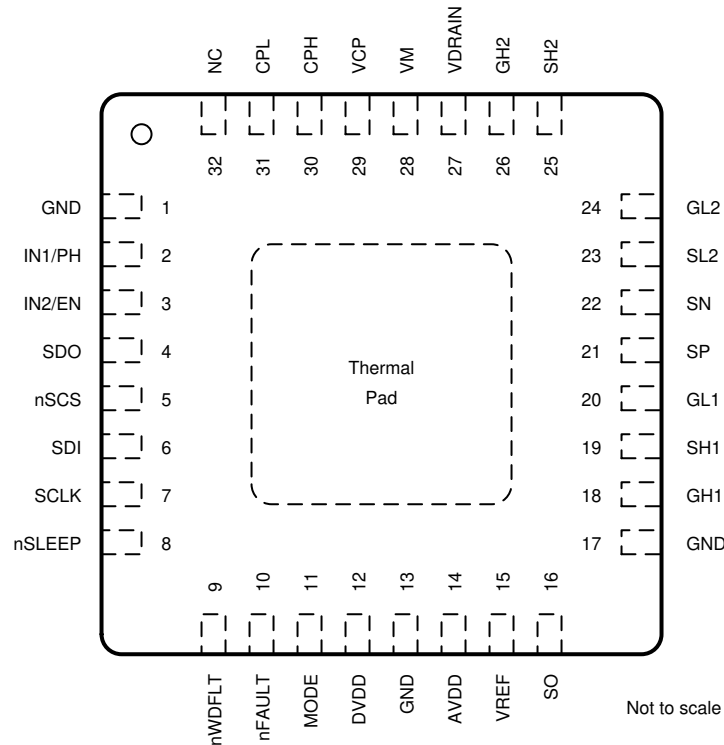 NC CPL CPH VCP VM VDRAIN GH2 SH2
32 31 30 29 28 27 26 25
GND 1 24 GL2
IN1/PH 2 23 SL2
IN2/EN 3 22 SN
SDO 4 21 SP
nSCS 5 20 GL1
SDI 6 19 SH1
SCLK 7 18 GH1
nSLEEP 8 17 GND
Thermal
Pad
9 10 11 12 13 14 15 16
nWDFLT nFAULT MODE DVDD GND AVDD VREF SO
Not to scale